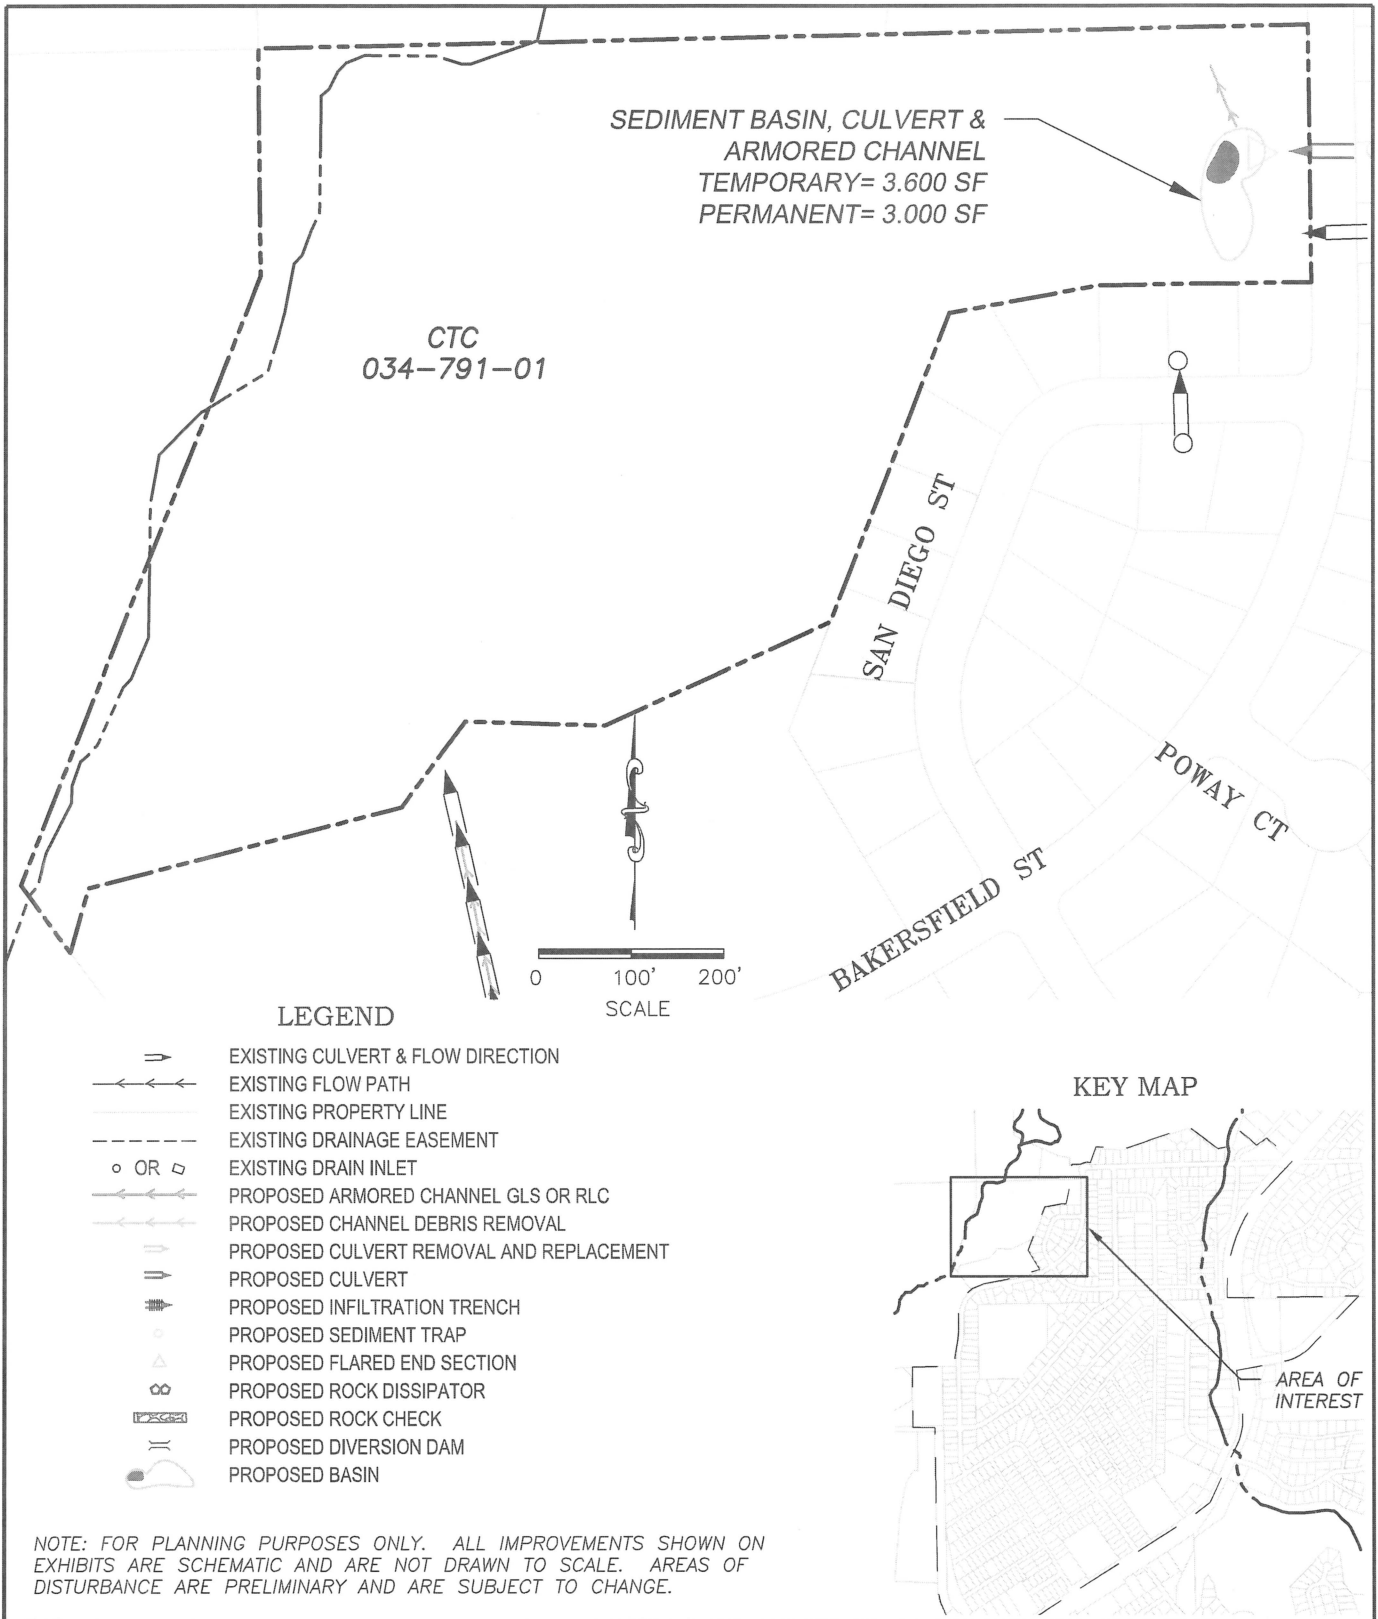 SEDIMENT BASIN, CULVERT &
ARMORED CHANNEL
TEMPORARY= 3.600 SF
PERMANENT= 3.000 SF
CTC
034-791-01
SAN DIEGO ST
POWAY CT
BAKERSFIELD ST
0 100' 200'
SCALE
LEGEND
EXISTING CULVERT & FLOW DIRECTION
EXISTING FLOW PATH
EXISTING PROPERTY LINE
EXISTING DRAINAGE EASEMENT
OR EXISTING DRAIN INLET
PROPOSED ARMORED CHANNEL GLS OR RLC
PROPOSED CHANNEL DEBRIS REMOVAL
PROPOSED CULVERT REMOVAL AND REPLACEMENT
PROPOSED CULVERT
PROPOSED INFILTRATION TRENCH
PROPOSED SEDIMENT TRAP
PROPOSED FLARED END SECTION
PROPOSED ROCK DISSIPATOR
PROPOSED ROCK CHECK
PROPOSED DIVERSION DAM
PROPOSED BASIN
KEY MAP
AREA OF
INTEREST
NOTE: FOR PLANNING PURPOSES ONLY. ALL IMPROVEMENTS SHOWN ON
EXHIBITS ARE SCHEMATIC AND ARE NOT DRAWN TO SCALE. AREAS OF
DISTURBANCE ARE PRELIMINARY AND ARE SUBJECT TO CHANGE.